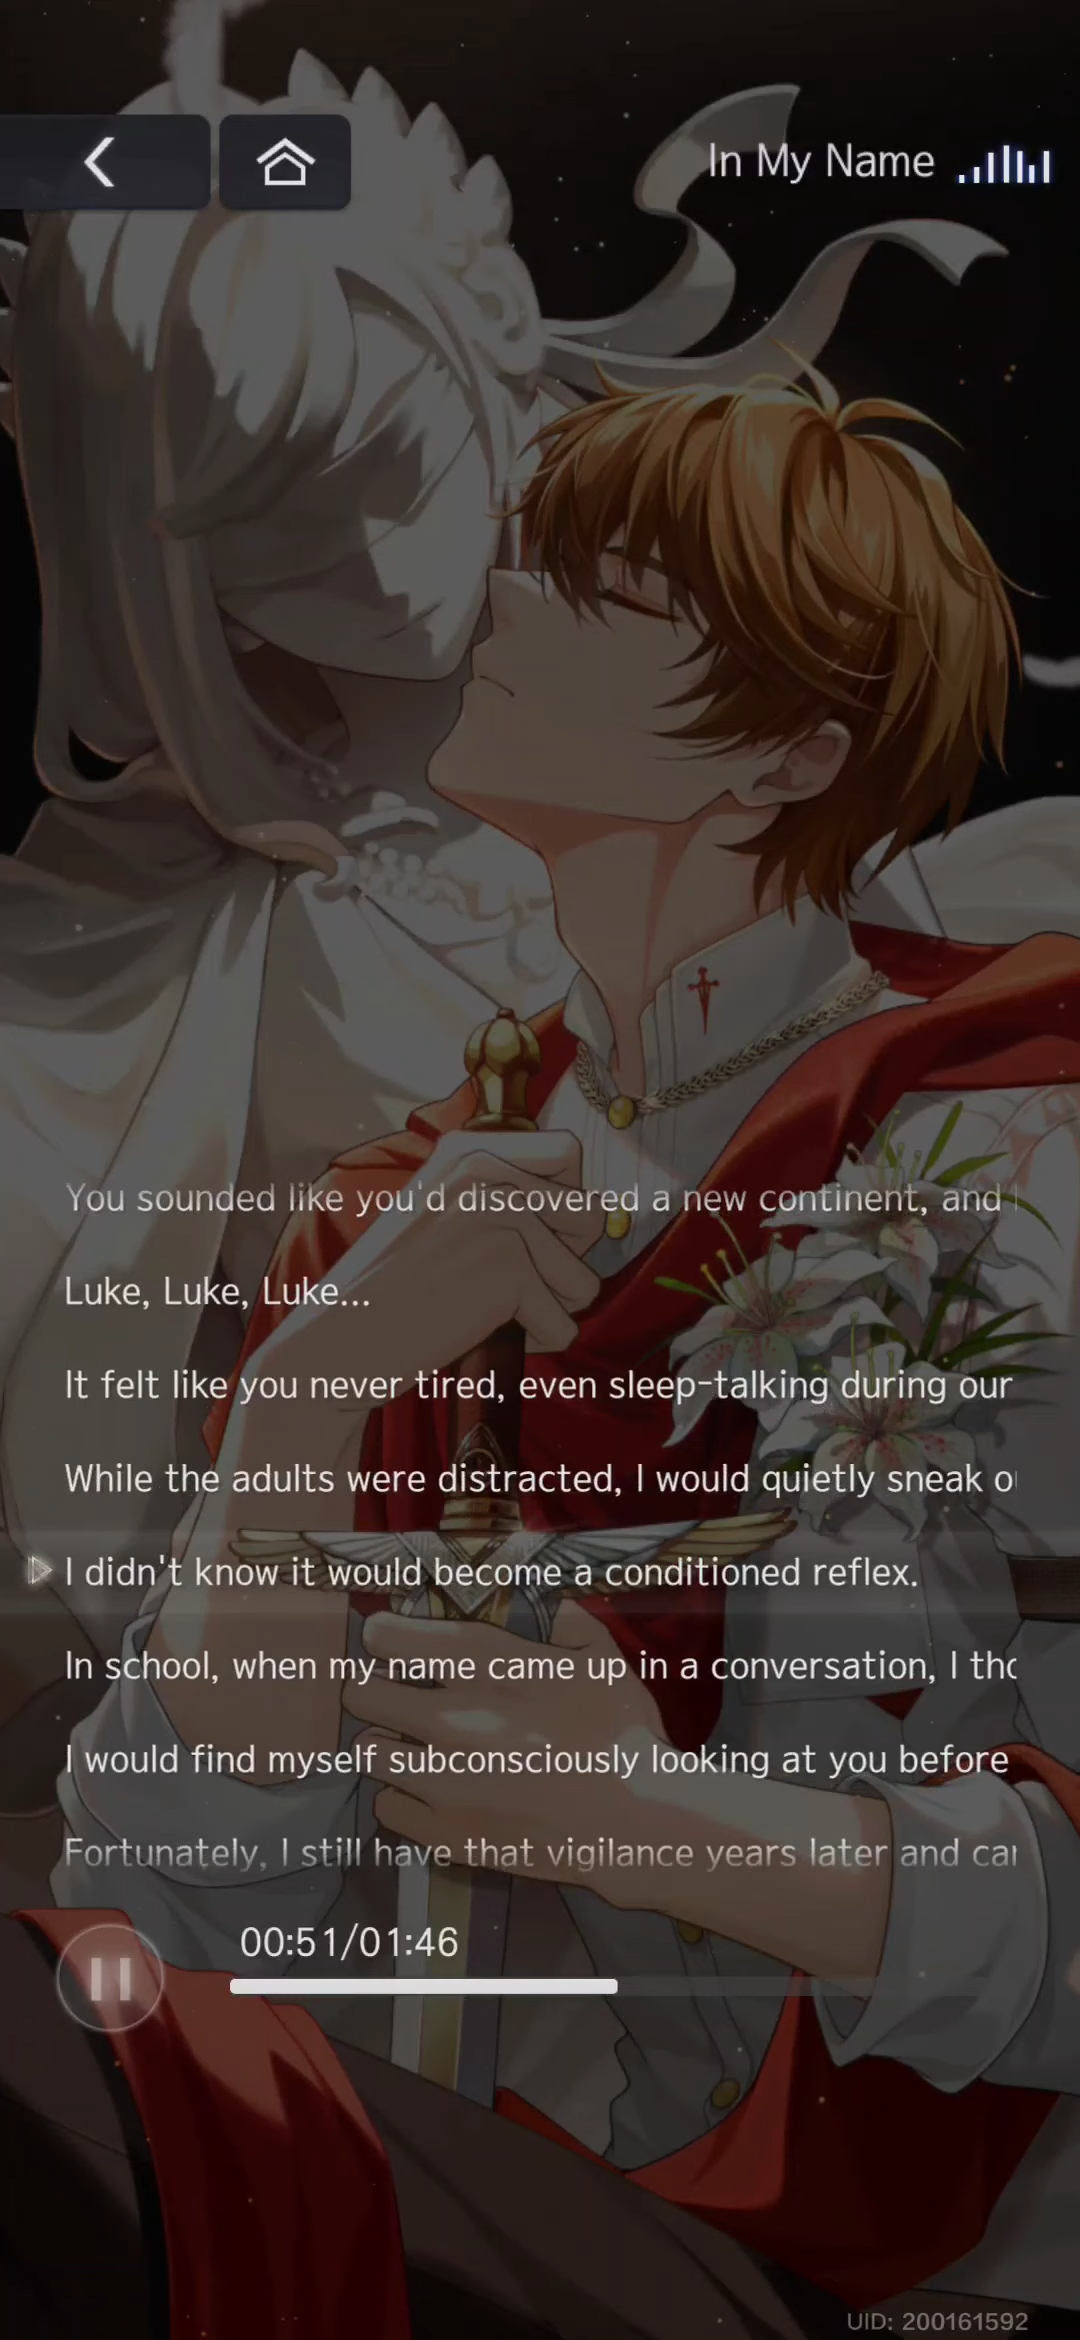 In My Name
You sounded like you'd discovered a new continent, and
Luke, Luke, Luke...
It felt like you never tired, even sleep-talking during our
While the adults were distracted, I would quietly sneak
I didn't know it would become a conditioned reflex.
In school, when my name came up in a conversation, I
I would find myself subconsciously looking at you before
Fortunately, I still have that vigilance years later and
00:51/01:46
UID: 200161592